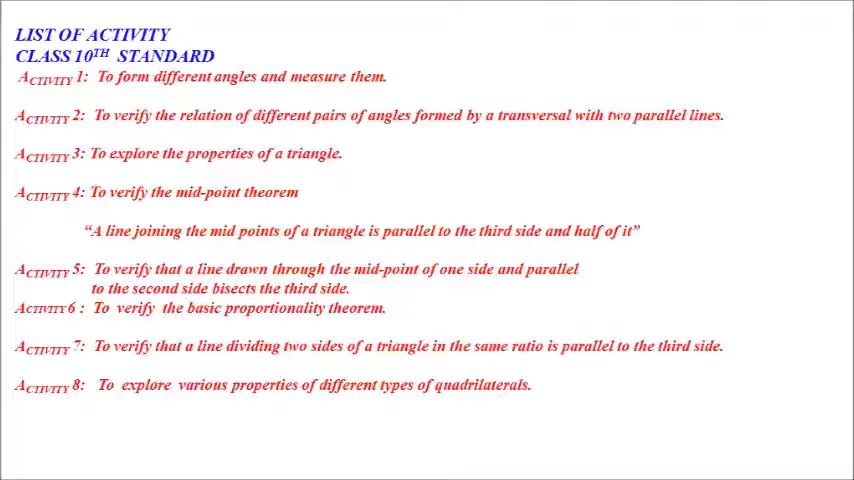 LIST OF ACTIVITY
CLASS 10TH STANDARD
ACTIVITY 1: To form different angles and measure them.
ACTIVITY 2: To verify the relation of different pairs of angles formed by a transversal with two parallel lines.
ACTIVITY 3: To explore the properties of a triangle.
ACTIVITY 4: To verify the mid-point theorem
“A line joining the mid points of a triangle is parallel to the third side and half of it”
ACTIVITY 5: To verify that a line drawn through the mid-point of one side and parallel
to the second side bisects the third side.
ACTIVITY 6 : To verify the basic proportionality theorem.
ACTIVITY 7: To verify that a line dividing two sides of a triangle in the same ratio is parallel to the third side.
ACTIVITY 8: To explore various properties of different types of quadrilaterals.